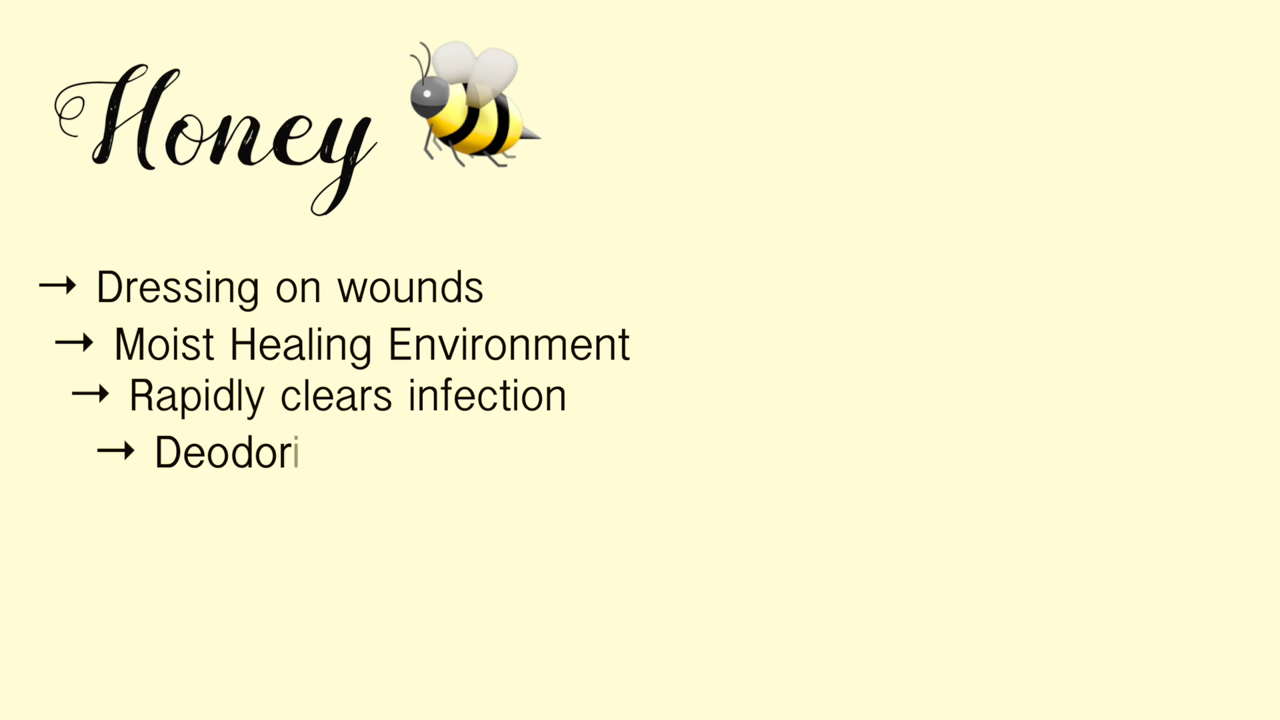 Honey
→ Dressing on wounds
→ Moist Healing Environment
→ Rapidly clears infection
→ Deodori